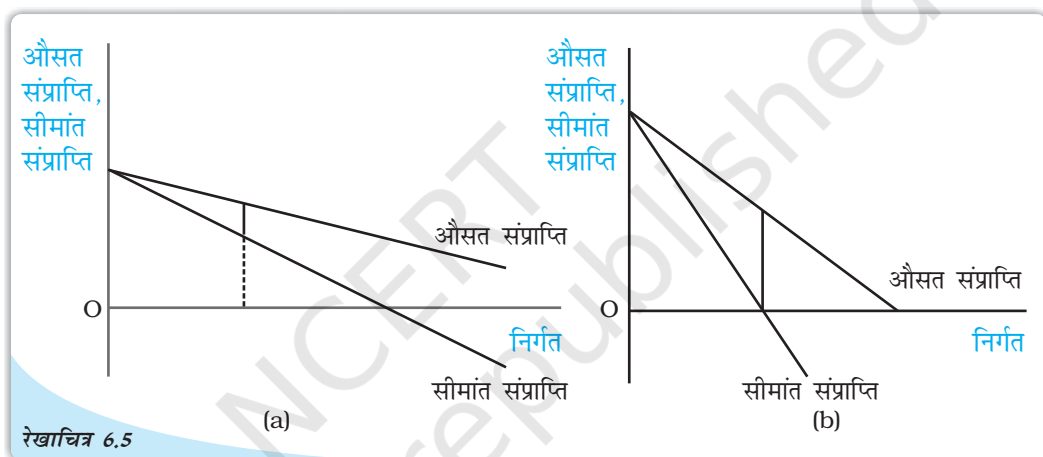 औसत
संप्राप्ति,
सीमांत
संप्राप्ति
औसत संप्राप्ति
O
निर्गत
सीमांत संप्राप्ति
(a)
औसत
संप्राप्ति,
सीमांत
संप्राप्ति
औसत संप्राप्ति
O
निर्गत
सीमांत संप्राप्ति
(b)
रेखाचित्र 6.5
NCERT
republished